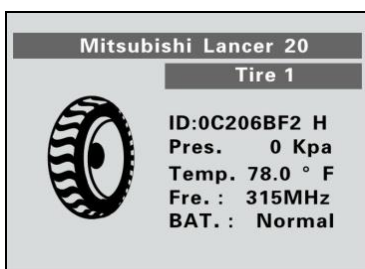 Mitsubishi Lancer 20
Tire 1
ID:0C206BF2 H
Pres. 0 Kpa
Temp. 78.0 ° F
Fre. : 315MHz
BAT. : Normal